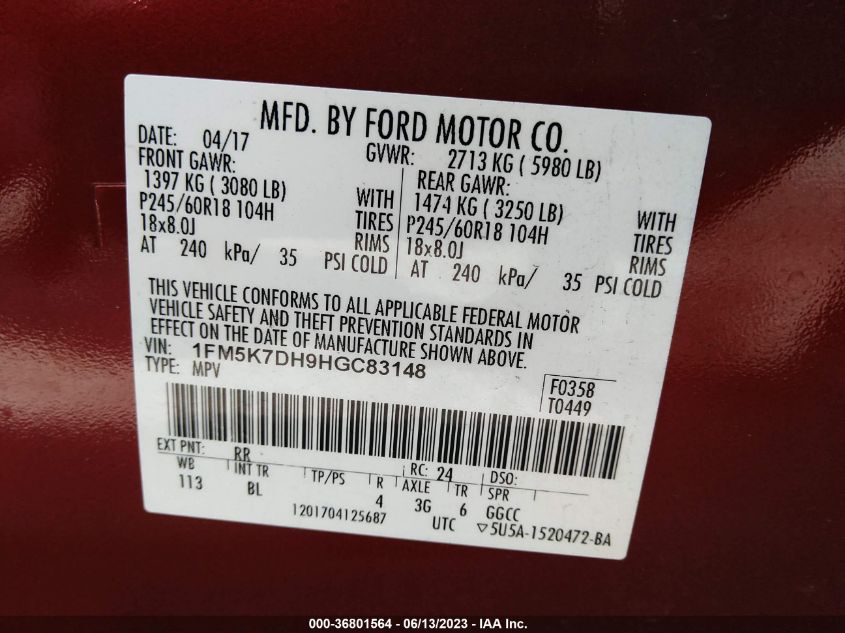 MFD. BY FORD MOTOR CO.
DATE: 04/17 GVWR: 2713 KG ( 5980 LB)
FRONT GAWR: REAR GAWR:
1397 KG ( 3080 LB) WITH 1474 KG ( 3250 LB) WITH
P245/60R18 104H TIRES P245/60R18 104H TIRES
18x8.0J RIMS 18x8.0J RIMS
AT 240 kPa/ 35 PSI COLD AT 240 kPa/ 35 PSI COLD
THIS VEHICLE CONFORMS TO ALL APPLICABLE FEDERAL MOTOR
VEHICLE SAFETY AND THEFT PREVENTION STANDARDS IN
EFFECT ON THE DATE OF MANUFACTURE SHOWN ABOVE.
VIN: 1FM5K7DH9HGC83148
TYPE: MPV
F0358
T0449
EXT PNT: RR RC: 24 DSO:
WB INT TR TP/PS R AXLE TR SPR
113 BL 4 3G 6 GGCC
1201704125687 UTC ▽5U5A-1520472-BA
000-36801564 - 06/13/2023 - IAA Inc.